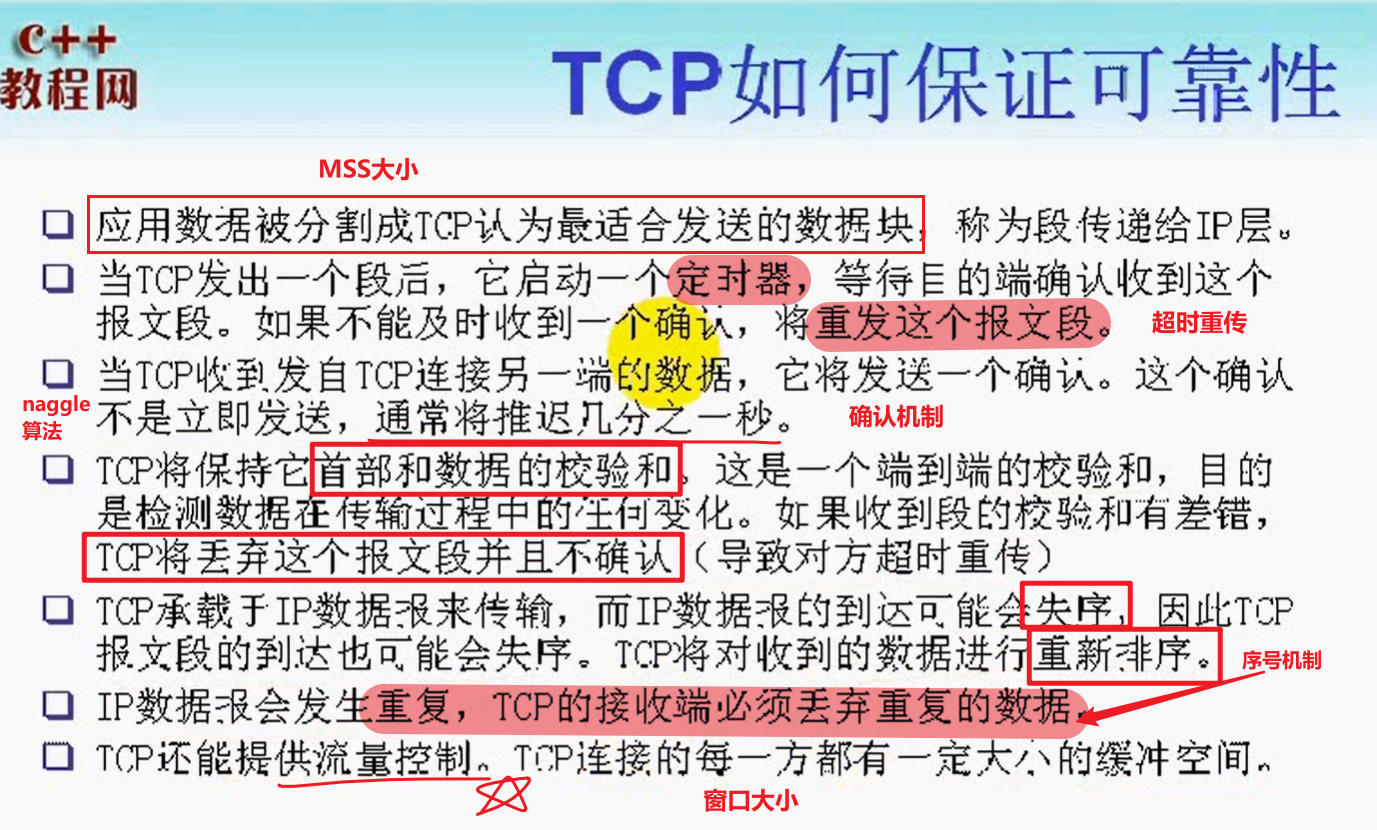 C++
教程网
TCP如何保证可靠性
MSS大小
应用数据被分割成TCP认为最适合发送的数据块,称为段传递给IP层。
当TCP发出一个段后，它启动一个定时器，等待目的端确认收到这个
报文段。如果不能及时收到一个确认，将重发这个报文段。
超时重传
当TCP收到发自TCP连接另一端的数据，它将发送一个确认。这个确认
naggle
算法
不是立即发送，通常将推迟几分之一秒。
确认机制
TCP将保持它首部和数据的校验和。这是一个端到端的校验和，目的
是检测数据在传输过程中的任何变化。如果收到段的校验和有差错，
TCP将丢弃这个报文段并且不确认（导致对方超时重传）
TCP承载于IP数据报来传输，而IP数据报的到达可能会失序，因此TCP
报文段的到达也可能会失序。TCP将对收到的数据进行重新排序。
序号机制
IP数据报会发生重复，TCP的接收端必须丢弃重复的数据.
TCP还能提供流量控制。TCP连接的每一方都有一定大小的缓冲空间。
窗口大小